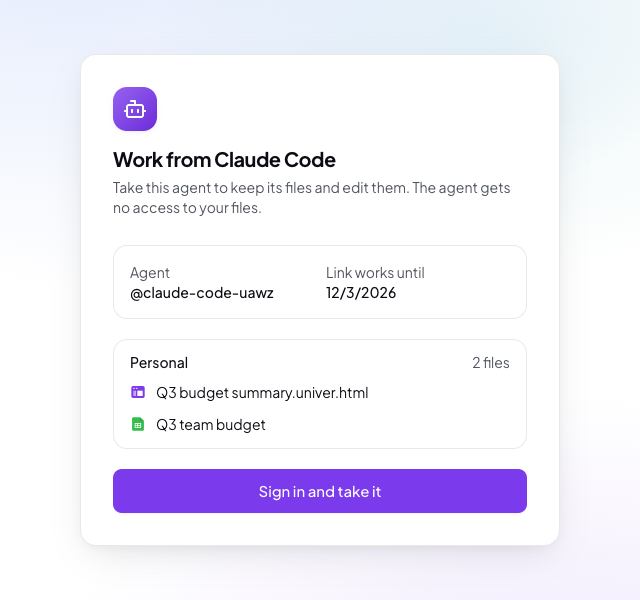 Work from Claude Code
Take this agent to keep its files and edit them. The agent gets
no access to your files.
Agent
@claude-code-uawz
Link works until
12/3/2026
Personal
2 files
Q3 budget summary.univer.html
Q3 team budget
Sign in and take it